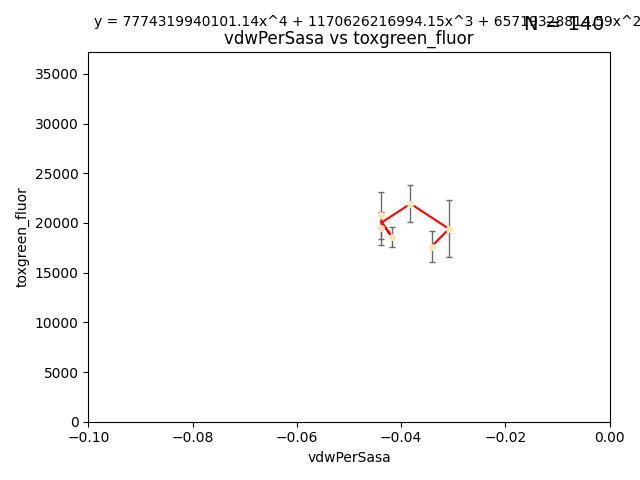 y = 7774319940101.14x^4 + 1170626216994.15x^3 +
N = 140
vdwPerSasa vs toxgreen_fluor
35000
30000
25000
20000
15000
10000
5000
0
toxgreen_fluor
−0.10 −0.08 −0.06 −0.04 −0.02 0.00
vdwPerSasa